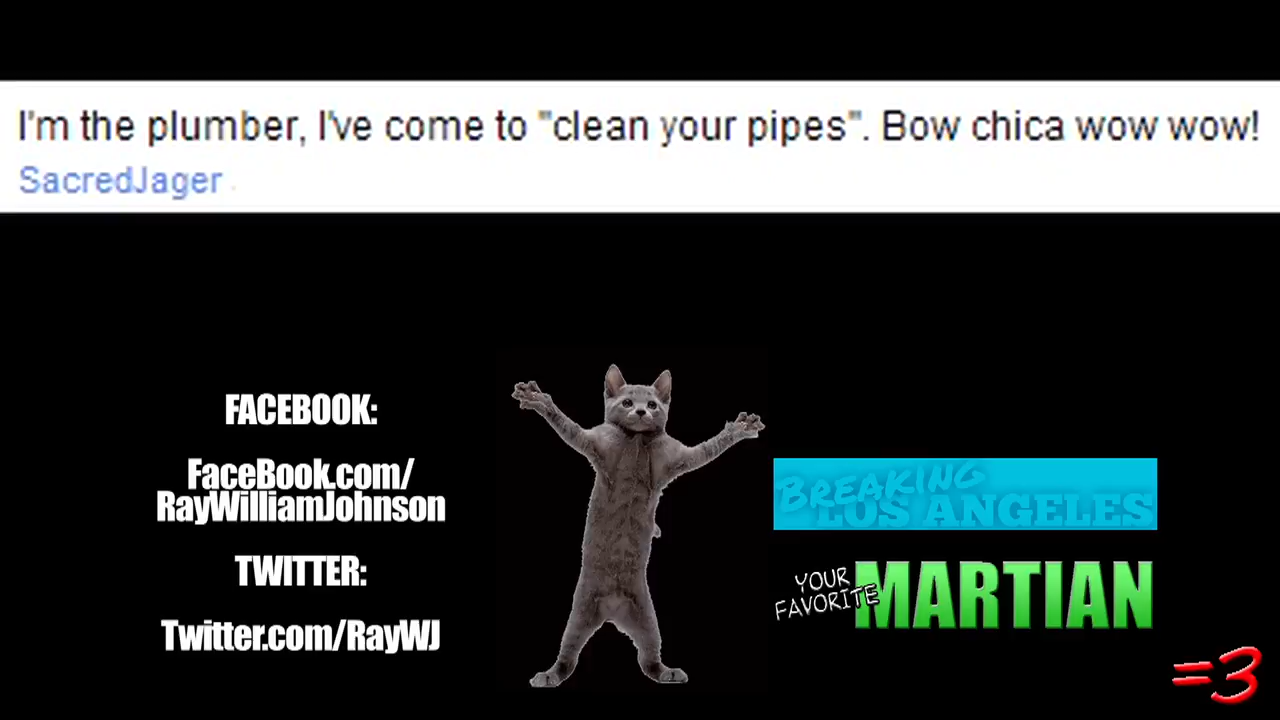 I'm the plumber, I've come to "clean your pipes". Bow chica wow wow!
SacredJager
FACEBOOK:
FaceBook.com/
RayWilliamJohnson
TWITTER:
Twitter.com/RayWJ
BREAKING
LOS ANGELES
YOUR
FAVORITE
MARTIAN
=3